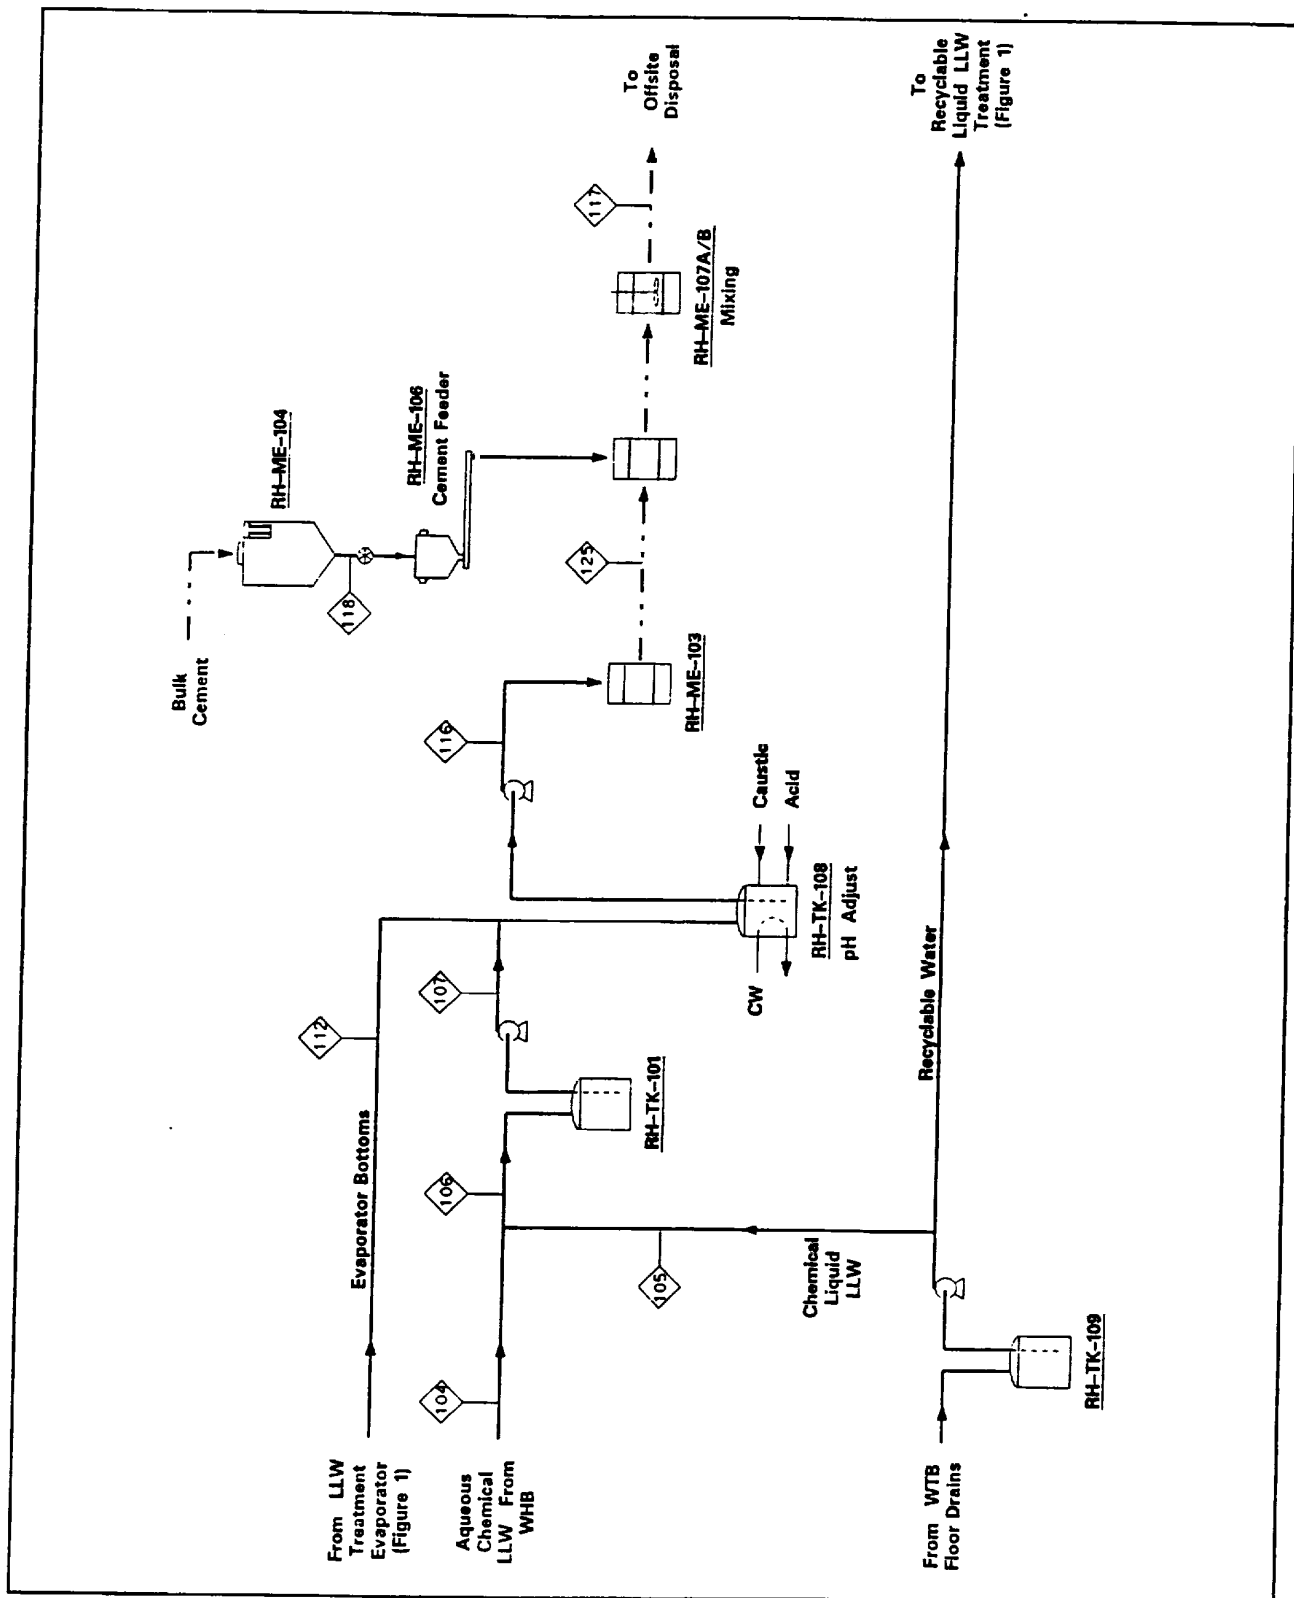 From LLW
Treatment
Evaporator
(Figure 1)
Evaporator Bottoms
112
Aqueous
Chemical
LLW From
WHB
104
106
107
116
105
Chemical
Liquid
LLW
RH-TK-101
From WTB
Floor Drains
RH-TK-109
Recyclable Water
To
Recyclable
Liquid LLW
Treatment
(Figure 1)
CW
Caustic
Acid
RH-TK-108
pH Adjust
RH-ME-103
125
Bulk
Cement
RH-ME-104
118
RH-ME-106
Cement Feeder
RH-ME-107A/B
Mixing
117
To
Offsite
Disposal